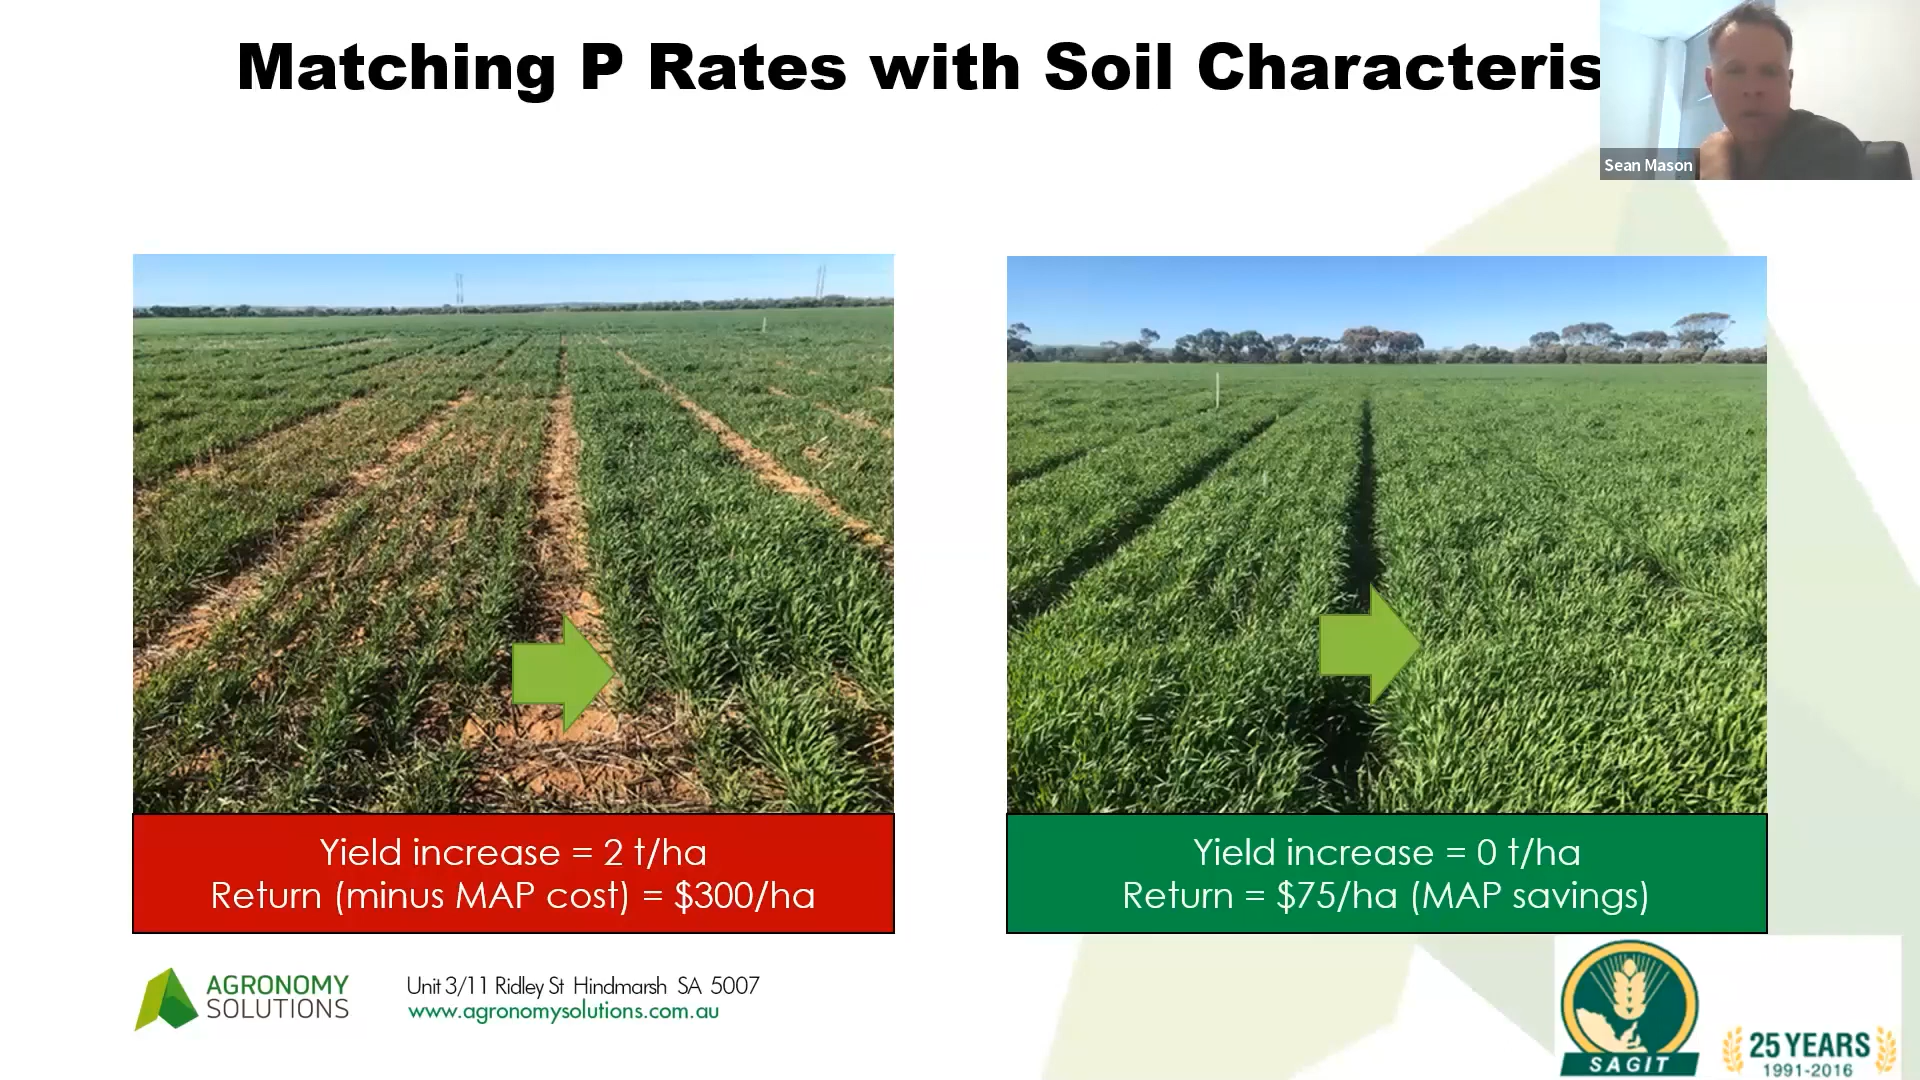 Matching P Rates with Soil Characteris
Sean Mason
Yield increase = 2 t/ha
Return (minus MAP cost) = $300/ha
Yield increase = 0 t/ha
Return = $75/ha (MAP savings)
AGRONOMY
SOLUTIONS
Unit 3/11 Ridley St Hindmarsh SA 5007
www.agronomysolutions.com.au
SAGIT
25 YEARS
1991-2016